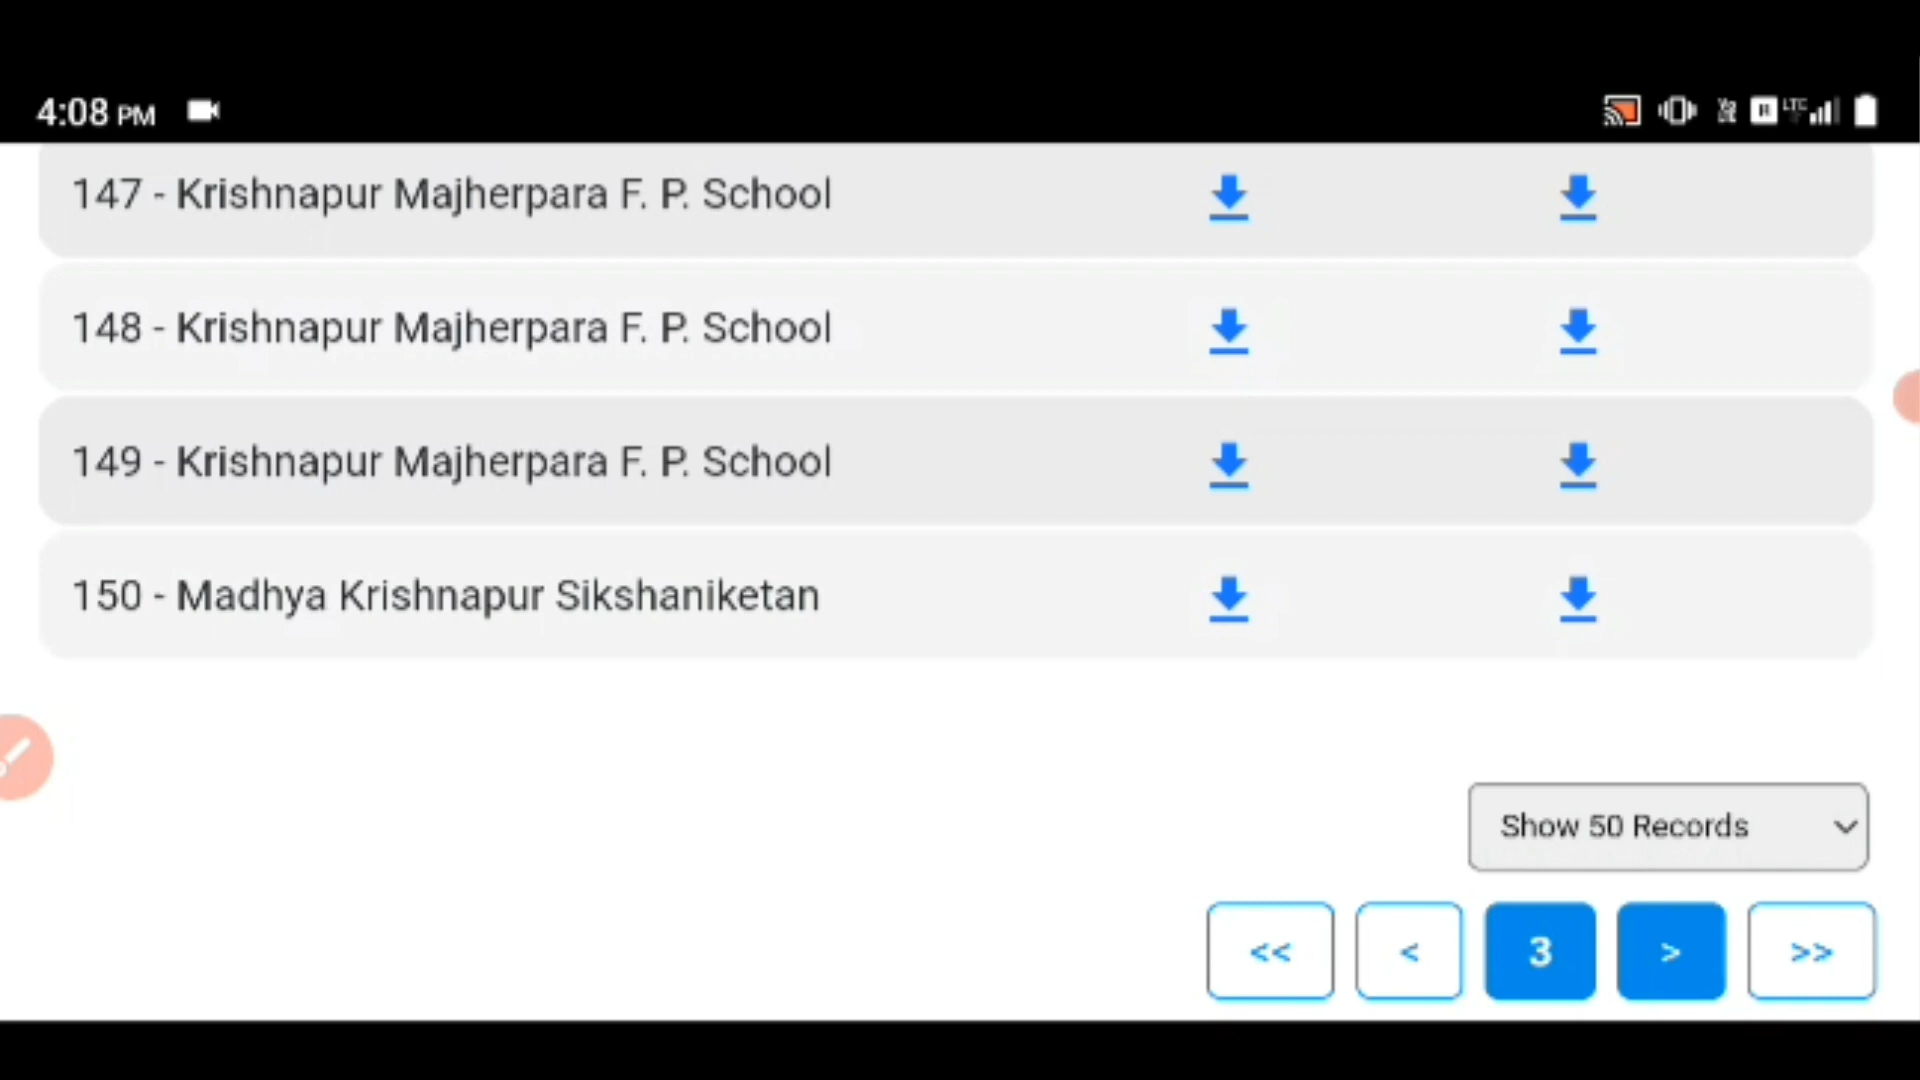 4:08 PM
LTE
147 - Krishnapur Majherpara F. P. School
148 - Krishnapur Majherpara F. P. School
149 - Krishnapur Majherpara F. P. School
150 - Madhya Krishnapur Sikshaniketan
Show 50 Records
<< < 3 > >>